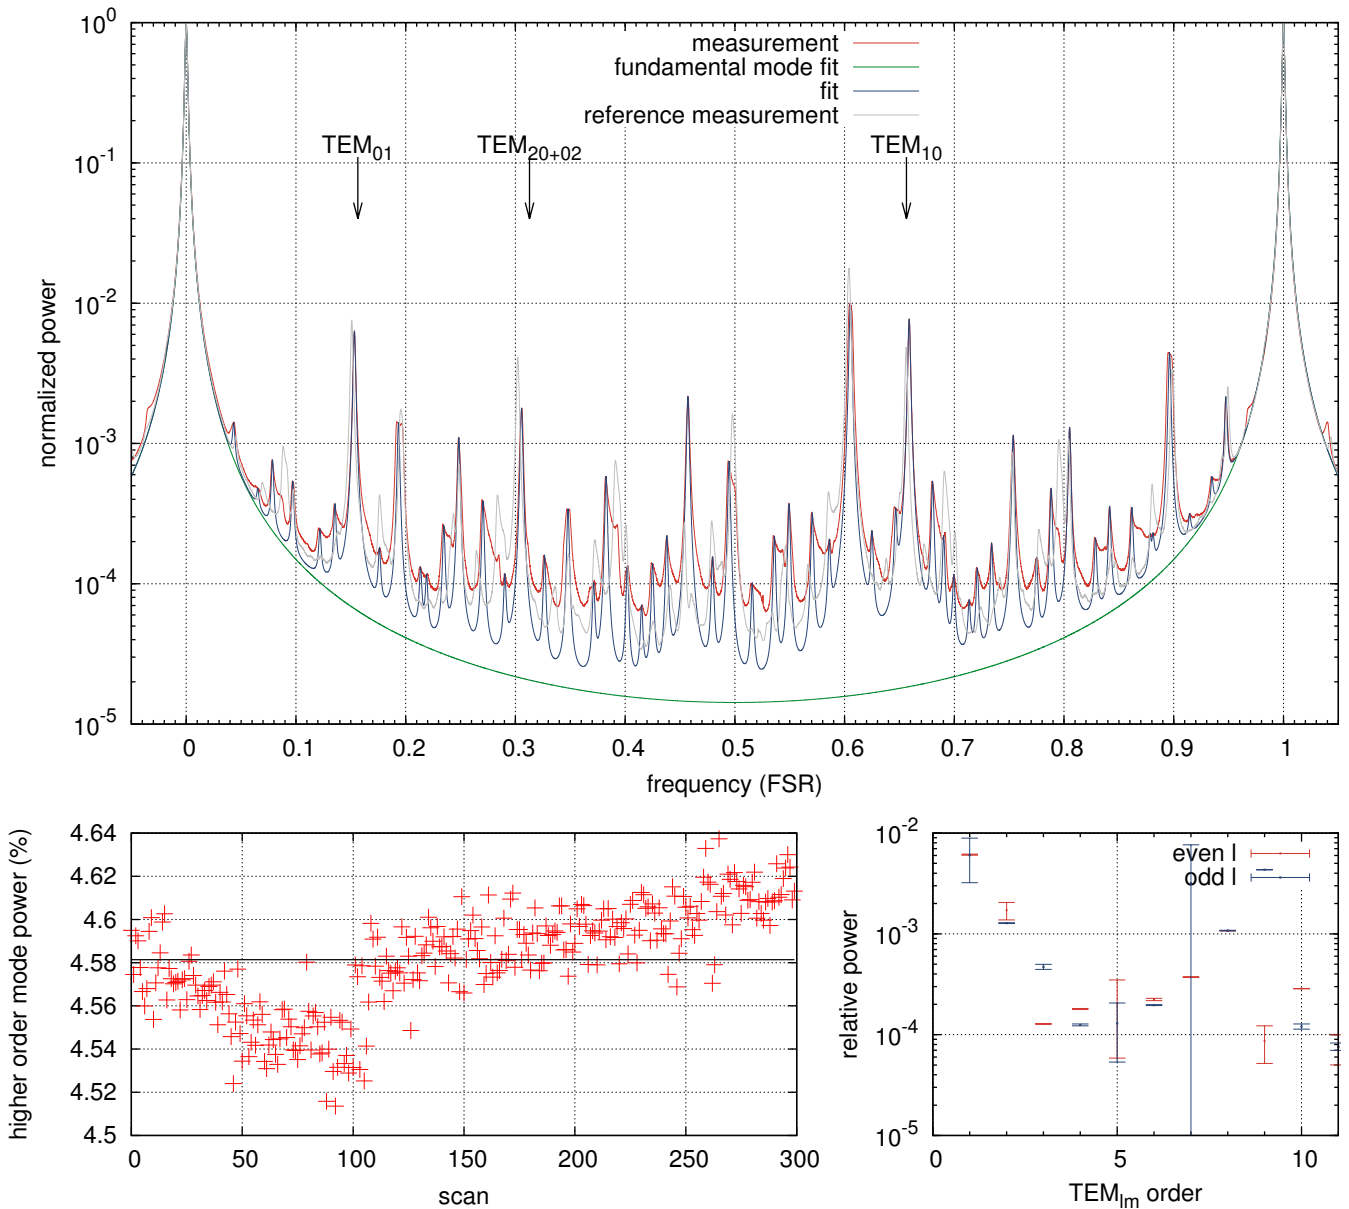 measurement
fundamental mode fit
fit
reference measurement
TEM01 TEM20+02 TEM10
normalized power
10^0
10^-1
10^-2
10^-3
10^-4
10^-5
0 0.1 0.2 0.3 0.4 0.5 0.6 0.7 0.8 0.9 1
frequency (FSR)
higher order mode power (%)
4.64
4.62
4.6
4.58
4.56
4.54
4.52
4.5
0 50 100 150 200 250 300
scan
relative power
10^-2
10^-3
10^-4
10^-5
even l
odd l
0 5 10
TEMlm order